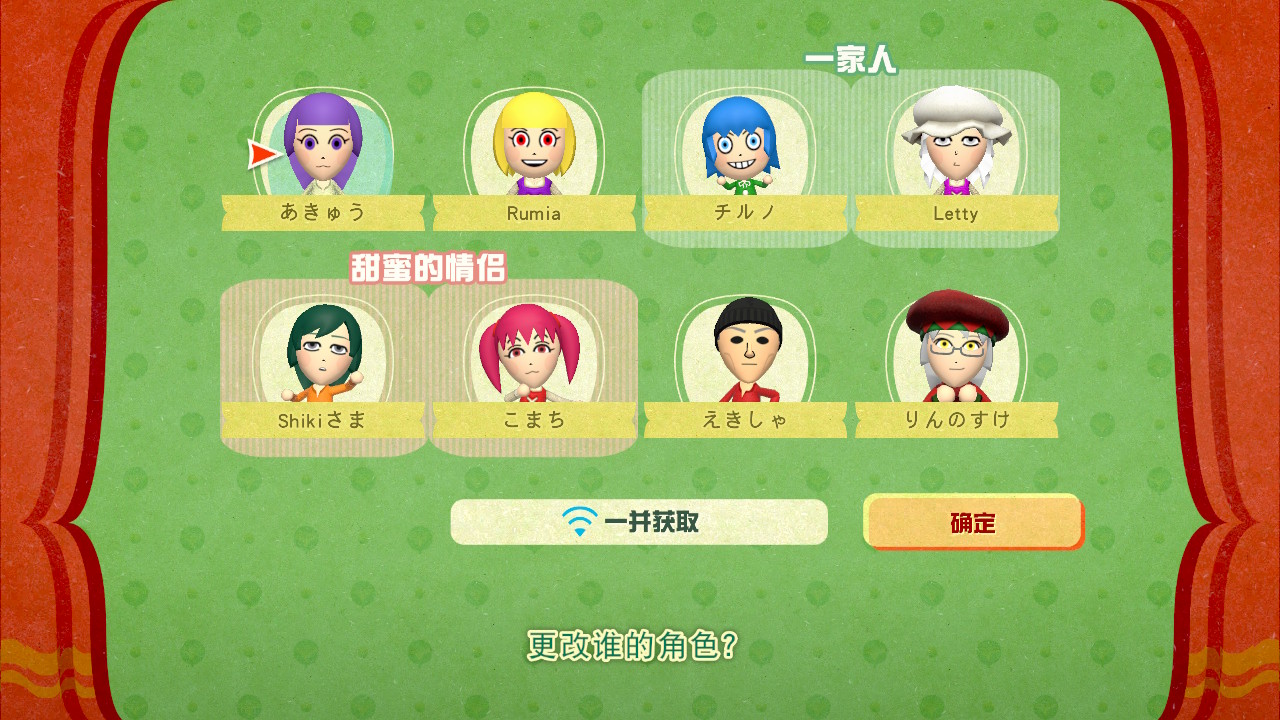 一家人
あきゅう
Rumia
チルノ
Letty
甜蜜的情侣
Shikiさま
こまち
えきしゃ
りんのすけ
一并获取
确定
更改谁的角色?